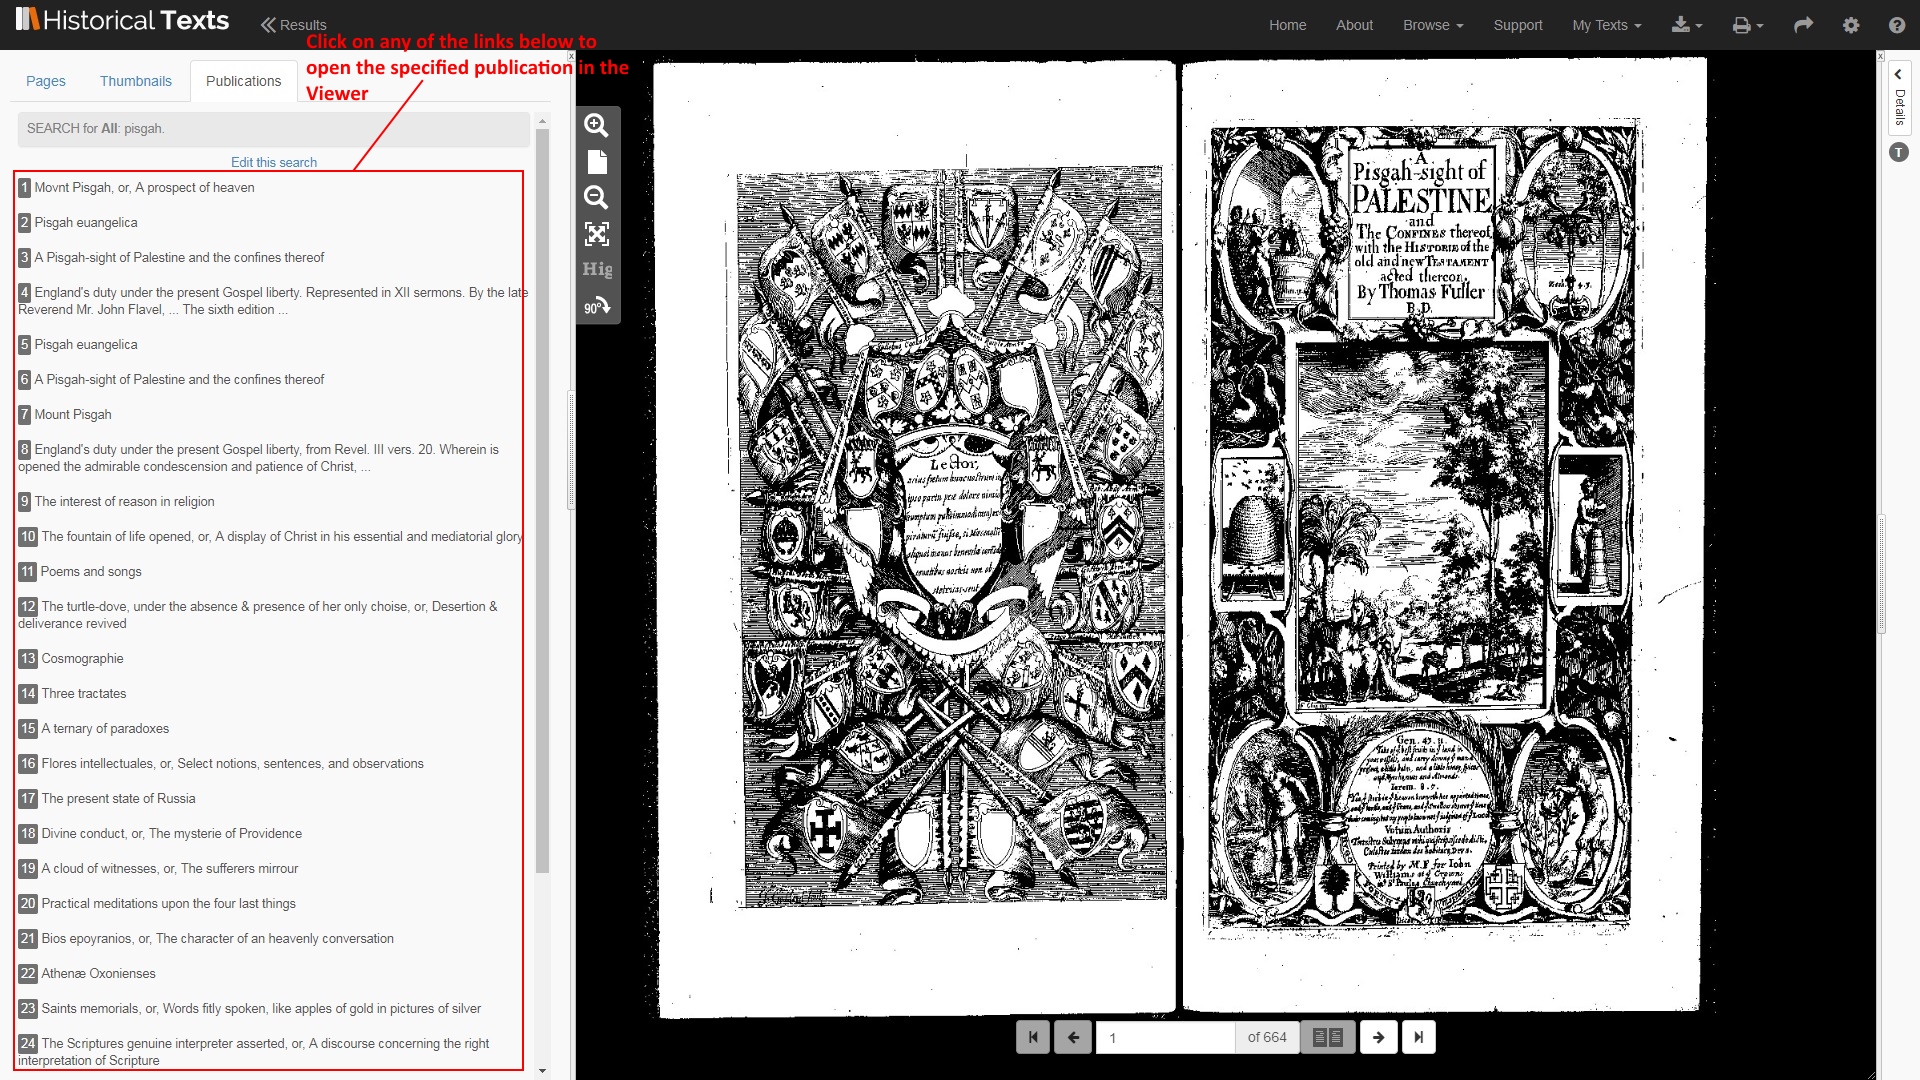 Historical Texts
Results
Home
About
Browse
Support
My Texts
Click on any of the links below to
open the specified publication in the
Viewer
Pages
Thumbnails
Publications
SEARCH for All: pisgah.
Edit this search
1 Movnt Pisgah, or, A prospect of heaven
2 Pisgah euangelica
3 A Pisgah-sight of Palestine and the confines thereof
4 England's duty under the present Gospel liberty. Represented in XII sermons. By the late
Reverend Mr. John Flavel, ... The sixth edition ...
5 Pisgah euangelica
6 A Pisgah-sight of Palestine and the confines thereof
7 Mount Pisgah
8 England's duty under the present Gospel liberty, from Revel. III vers. 20. Wherein is
opened the admirable condescension and patience of Christ, ...
9 The interest of reason in religion
10 The fountain of life opened, or, A display of Christ in his essential and mediatorial glory
11 Poems and songs
12 The turtle-dove, under the absence & presence of her only choise, or, Desertion &
deliverance revived
13 Cosmographie
14 Three tractates
15 A ternary of paradoxes
16 Flores intellectuales, or, Select notions, sentences, and observations
17 The present state of Russia
18 Divine conduct, or, The mysterie of Providence
19 A cloud of witnesses, or, The sufferers mirrour
20 Practical meditations upon the four last things
21 Bios epoyranios, or, The character of an heavenly conversation
22 Athenæ Oxonienses
23 Saints memorials, or, Words fitly spoken, like apples of gold in pictures of silver
24 The Scriptures genuine interpreter asserted, or, A discourse concerning the right
interpretation of Scripture
Hig
90°
Lector,
A
Pisgah-sight of
PALESTINE
and
The CONFINES thereof,
with the HISTORIE of the
old and new TESTAMENT
acted thereon.
By Thomas Fuller
B.D.
Gen. 43. 11.
Ierem. 8. 7.
Votum Authoris
Printed by M.F for Iohn
Williams at ye Crowne
1
of 664
Details
T